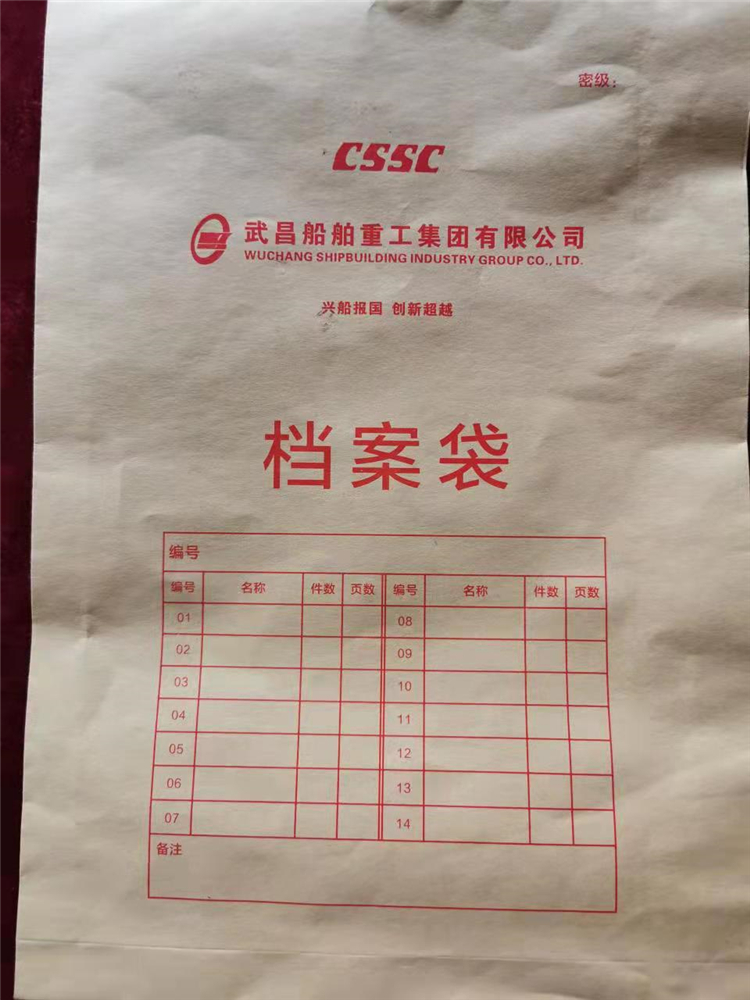 密级:
CSSC
武昌船舶重工集团有限公司
WUCHANG SHIPBUILDING INDUSTRY GROUP CO., LTD.
兴船报国 创新超越
档案袋
编号
编号 名称 件数 页数 编号 名称 件数 页数
01 08
02 09
03 10
04 11
05 12
06 13
07 14
备注